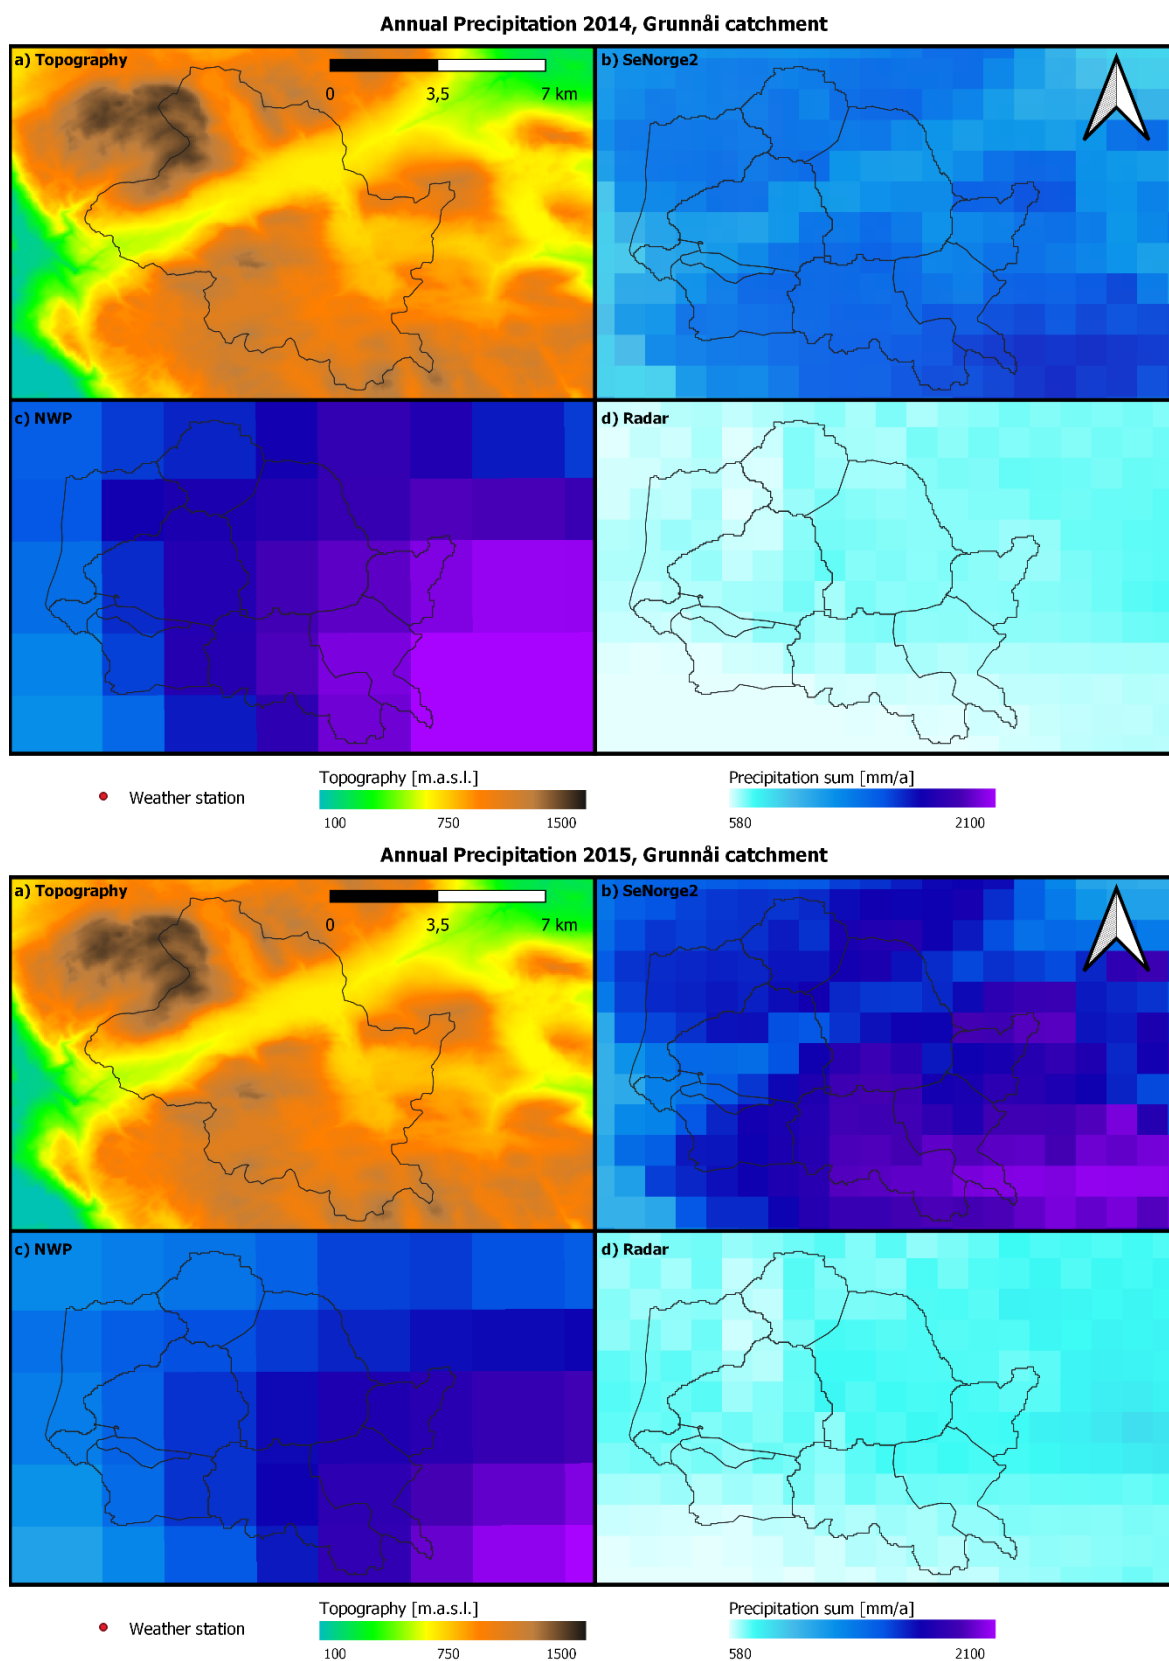 Annual Precipitation 2014, Grunnåi catchment
a) Topography
0 3,5 7 km
b) SeNorge2
c) NWP
d) Radar
Weather station
Topography [m.a.s.l.]
100 750 1500
Precipitation sum [mm/a]
580 2100
Annual Precipitation 2015, Grunnåi catchment
a) Topography
0 3,5 7 km
b) SeNorge2
c) NWP
d) Radar
Weather station
Topography [m.a.s.l.]
100 750 1500
Precipitation sum [mm/a]
580 2100